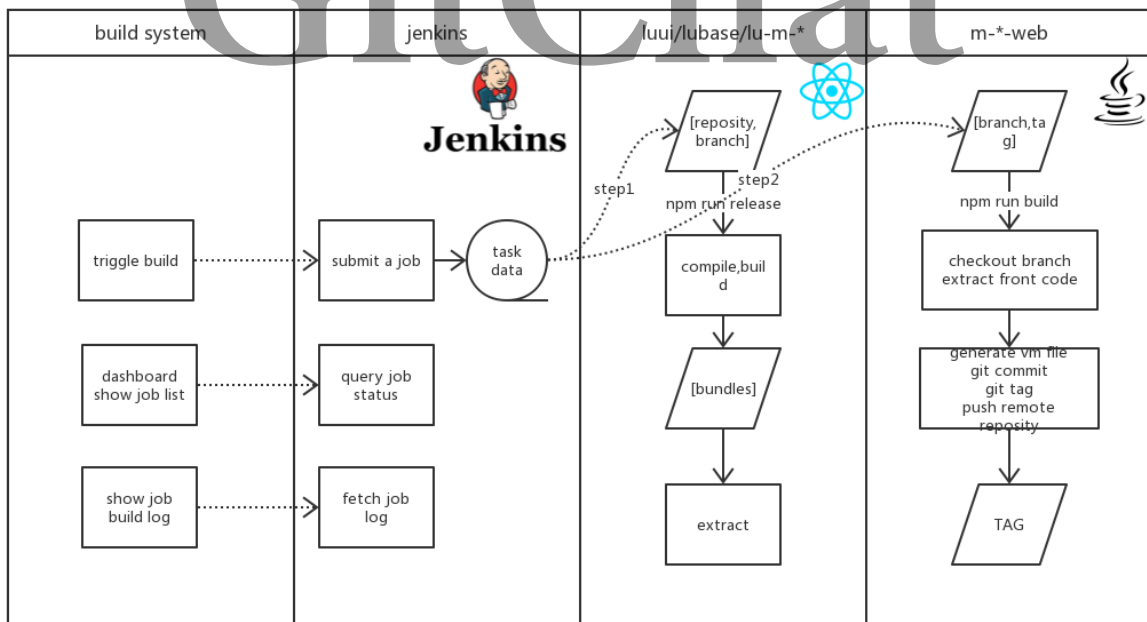 GitChat
build system
jenkins
luui/lubase/lu-m-*
m-*-web
Jenkins
[reposity,
branch]
[branch,ta
g]
step1
step2
npm run release
npm run build
triggle build
submit a job
task
data
compile,buil
d
checkout branch
extract front code
dashboard
show job list
query job
status
[bundles]
generate vm file
git commit
git tag
push remote
reposity
show job
build log
fetch job
log
extract
TAG